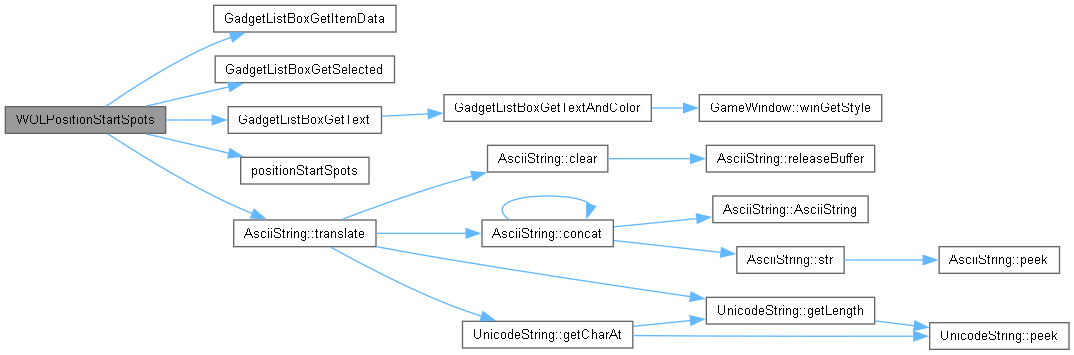 GadgetListBoxGetItemData
GadgetListBoxGetSelected
WOLPositionStartSpots
GadgetListBoxGetText
GadgetListBoxGetTextAndColor
GameWindow::winGetStyle
positionStartSpots
AsciiString::clear
AsciiString::releaseBuffer
AsciiString::translate
AsciiString::concat
AsciiString::AsciiString
AsciiString::str
AsciiString::peek
UnicodeString::getCharAt
UnicodeString::getLength
UnicodeString::peek